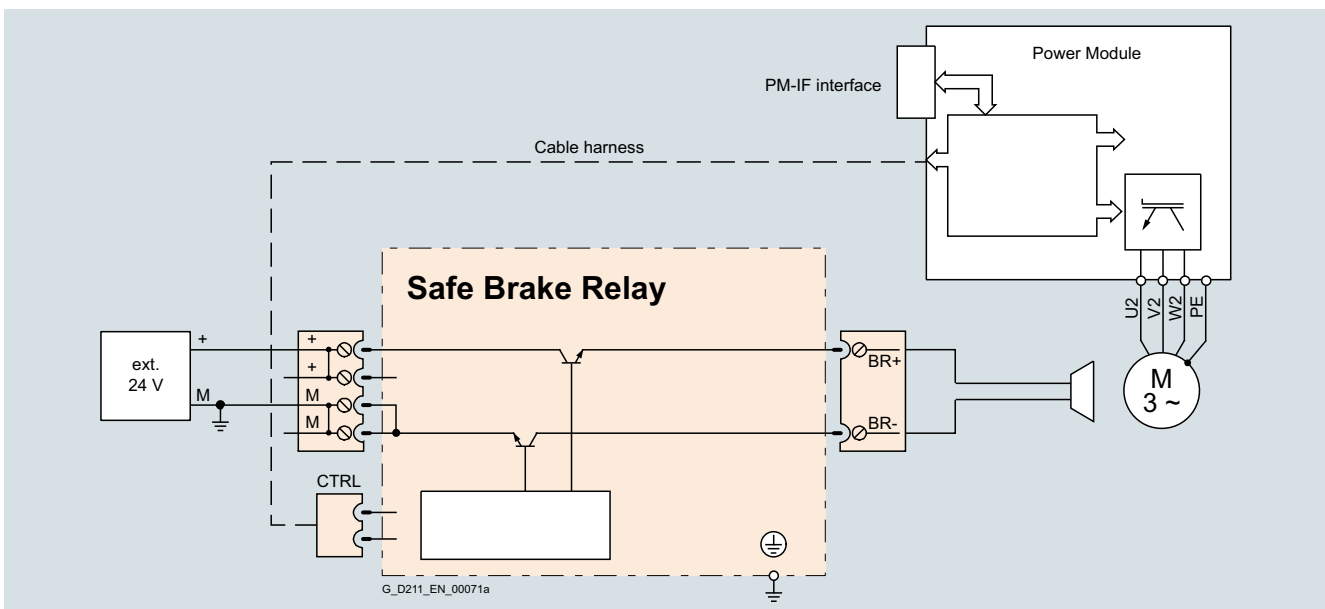 Power Module
PM-IF interface
Cable harness
Safe Brake Relay
U2
V2
W2
PE
ext.
24 V
+
M
+
+
M
M
BR+
BR-
M
3 ~
CTRL
G_D211_EN_00071a